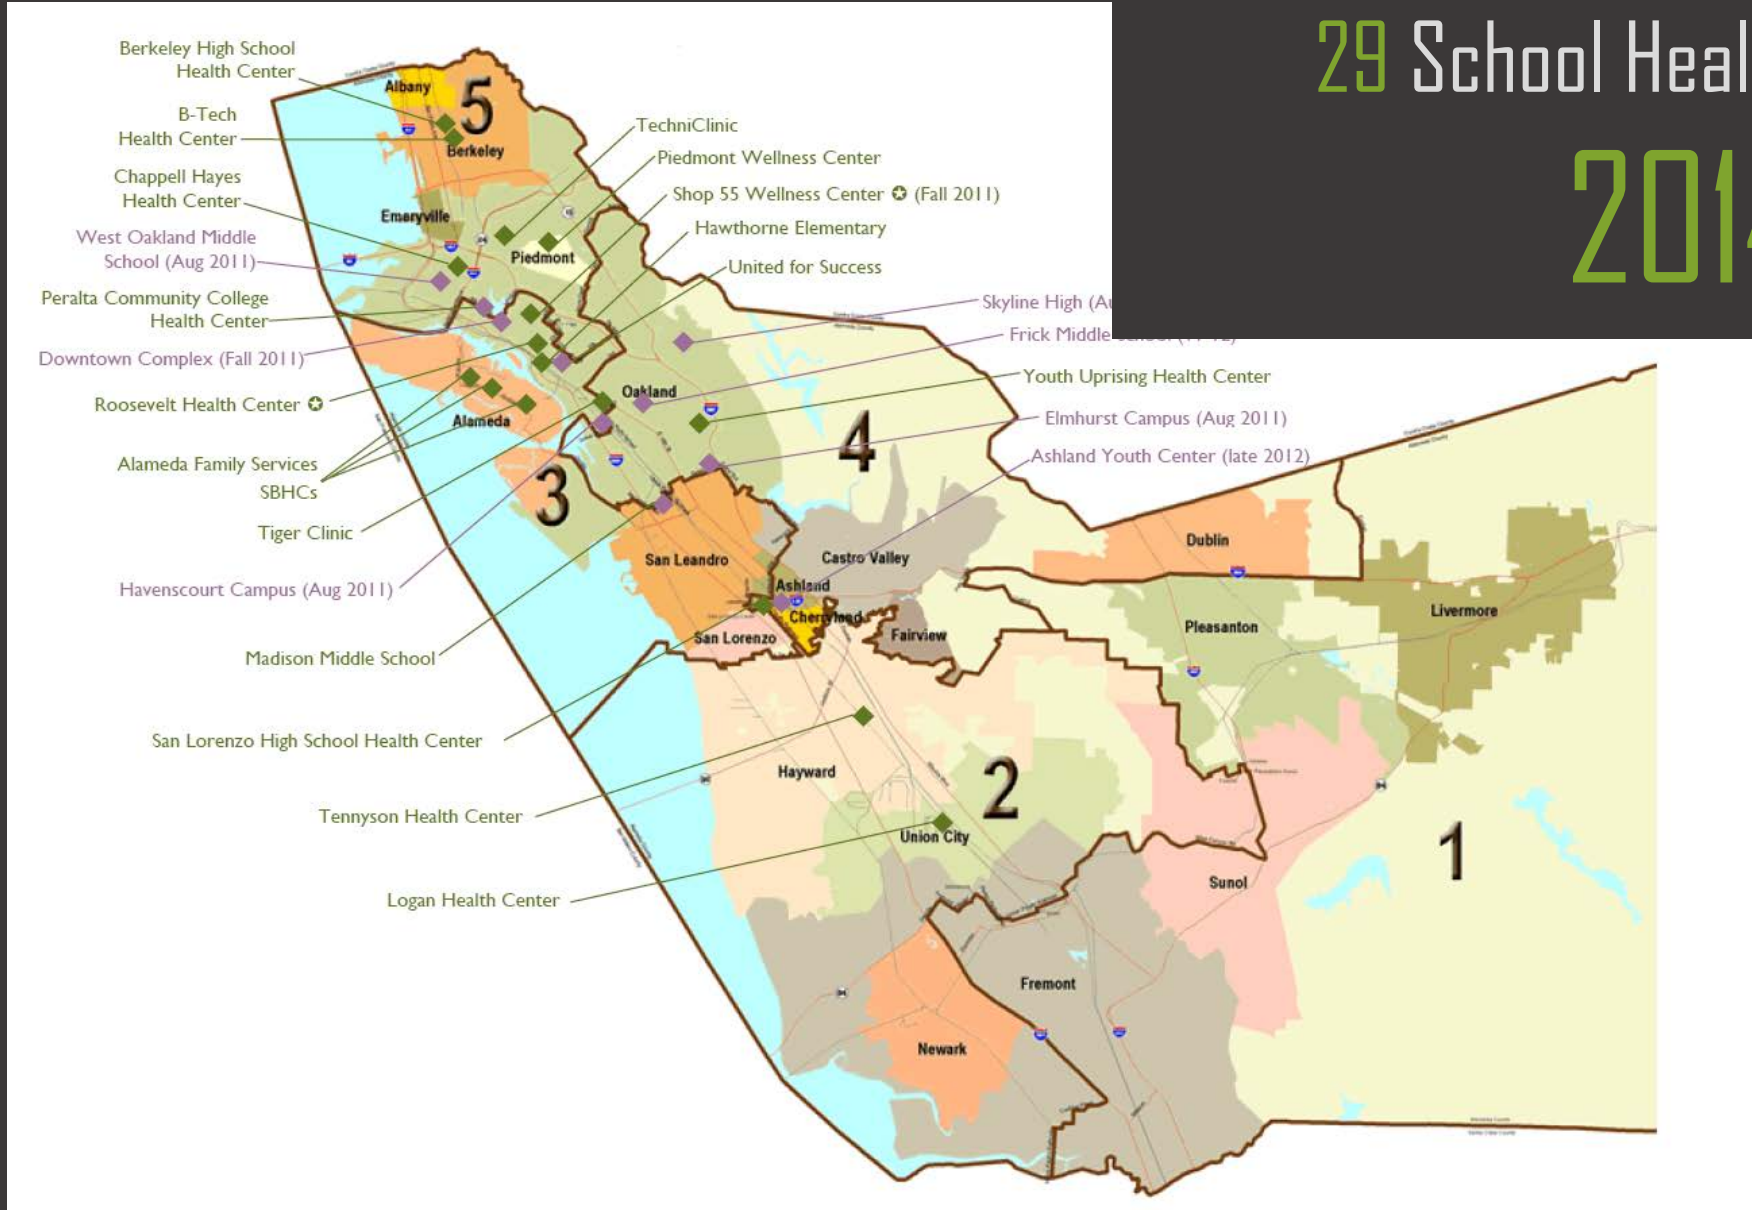 29 School Heal
201
Berkeley High School
Health Center
B-Tech
Health Center
Chappell Hayes
Health Center
West Oakland Middle
School (Aug 2011)
Peralta Community College
Health Center
Downtown Complex (Fall 2011)
Roosevelt Health Center
Alameda Family Services
SBHCs
Tiger Clinic
Havenscourt Campus (Aug 2011)
Madison Middle School
San Lorenzo High School Health Center
Tennyson Health Center
Logan Health Center
TechniClinic
Piedmont Wellness Center
Shop 55 Wellness Center (Fall 2011)
Hawthorne Elementary
United for Success
Skyline High (Au
Frick Middle
Youth Uprising Health Center
Elmhurst Campus (Aug 2011)
Ashland Youth Center (late 2012)
Albany
5
Berkeley
Emeryville
Piedmont
Oakland
Alameda
4
3
San Leandro
Castro Valley
Ashland
Cherryland
San Lorenzo
Fairview
Dublin
Pleasanton
Livermore
Hayward
2
Union City
1
Sunol
Fremont
Newark